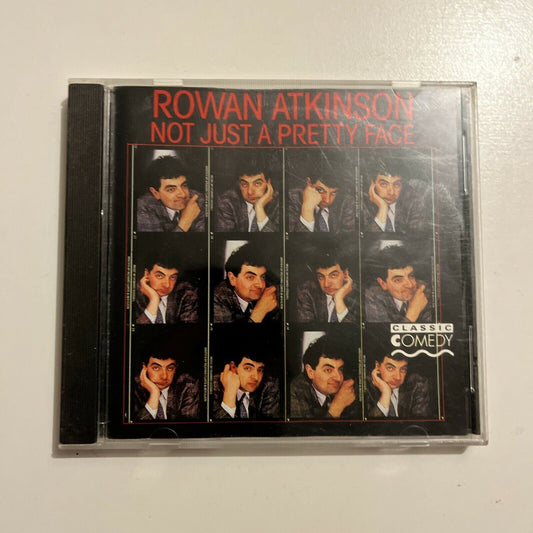 ROWAN ATKINSON
NOT JUST A PRETTY FACE
CLASSIC
COMEDY